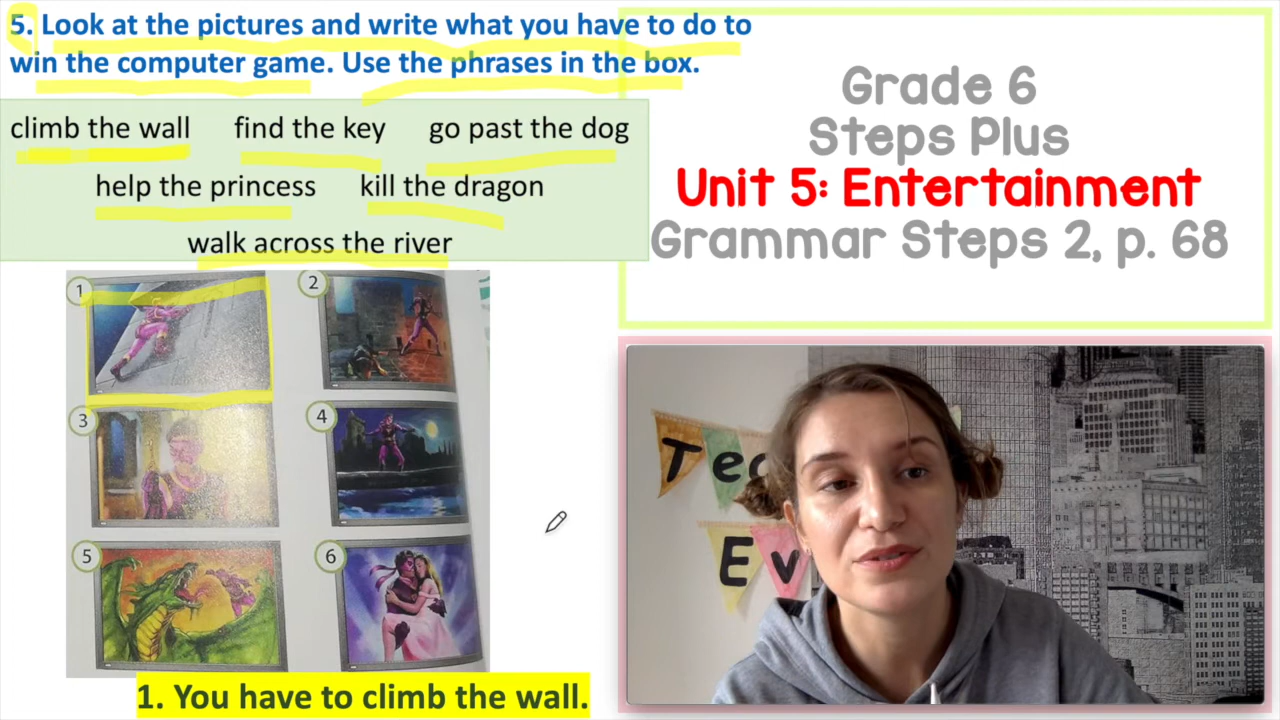 5. Look at the pictures and write what you have to do to
win the computer game. Use the phrases in the box.
climb the wall find the key go past the dog
help the princess kill the dragon
walk across the river
1
2
3
4
5
6
1. You have to climb the wall.
Grade 6
Steps Plus
Unit 5: Entertainment
Grammar Steps 2, p. 68